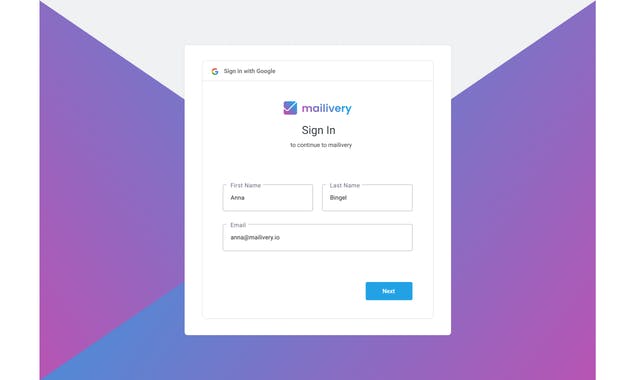 Sign in with Google
mailivery
Sign In
to continue to mailivery
First Name
Last Name
Anna
Bingel
Email
anna@mailivery.io
Next